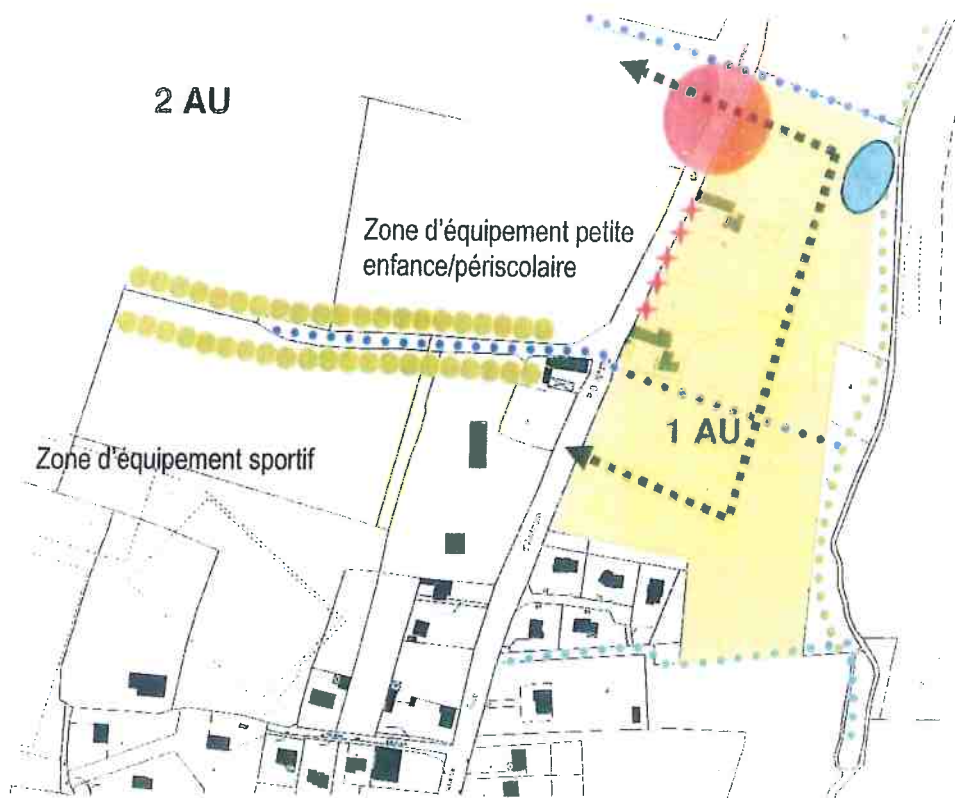 2 AU
Zone d'équipement petite
enfance/périscolaire
1 AU
Zone d'équipement sportif